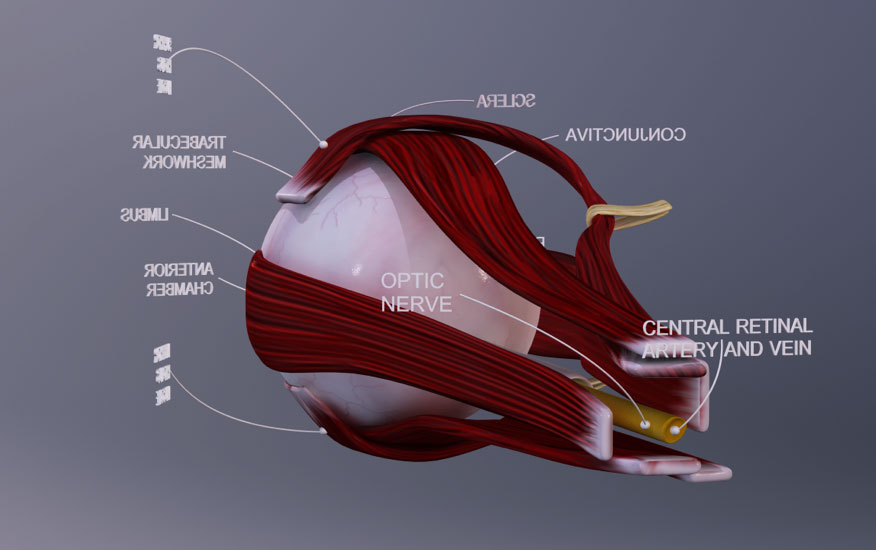 SCLERA
CONJUNCTIVA
TRABECULAR
MESHWORK
LIMBUS
ANTERIOR
CHAMBER
OPTIC
NERVE
CENTRAL RETINAL
ARTERY AND VEIN